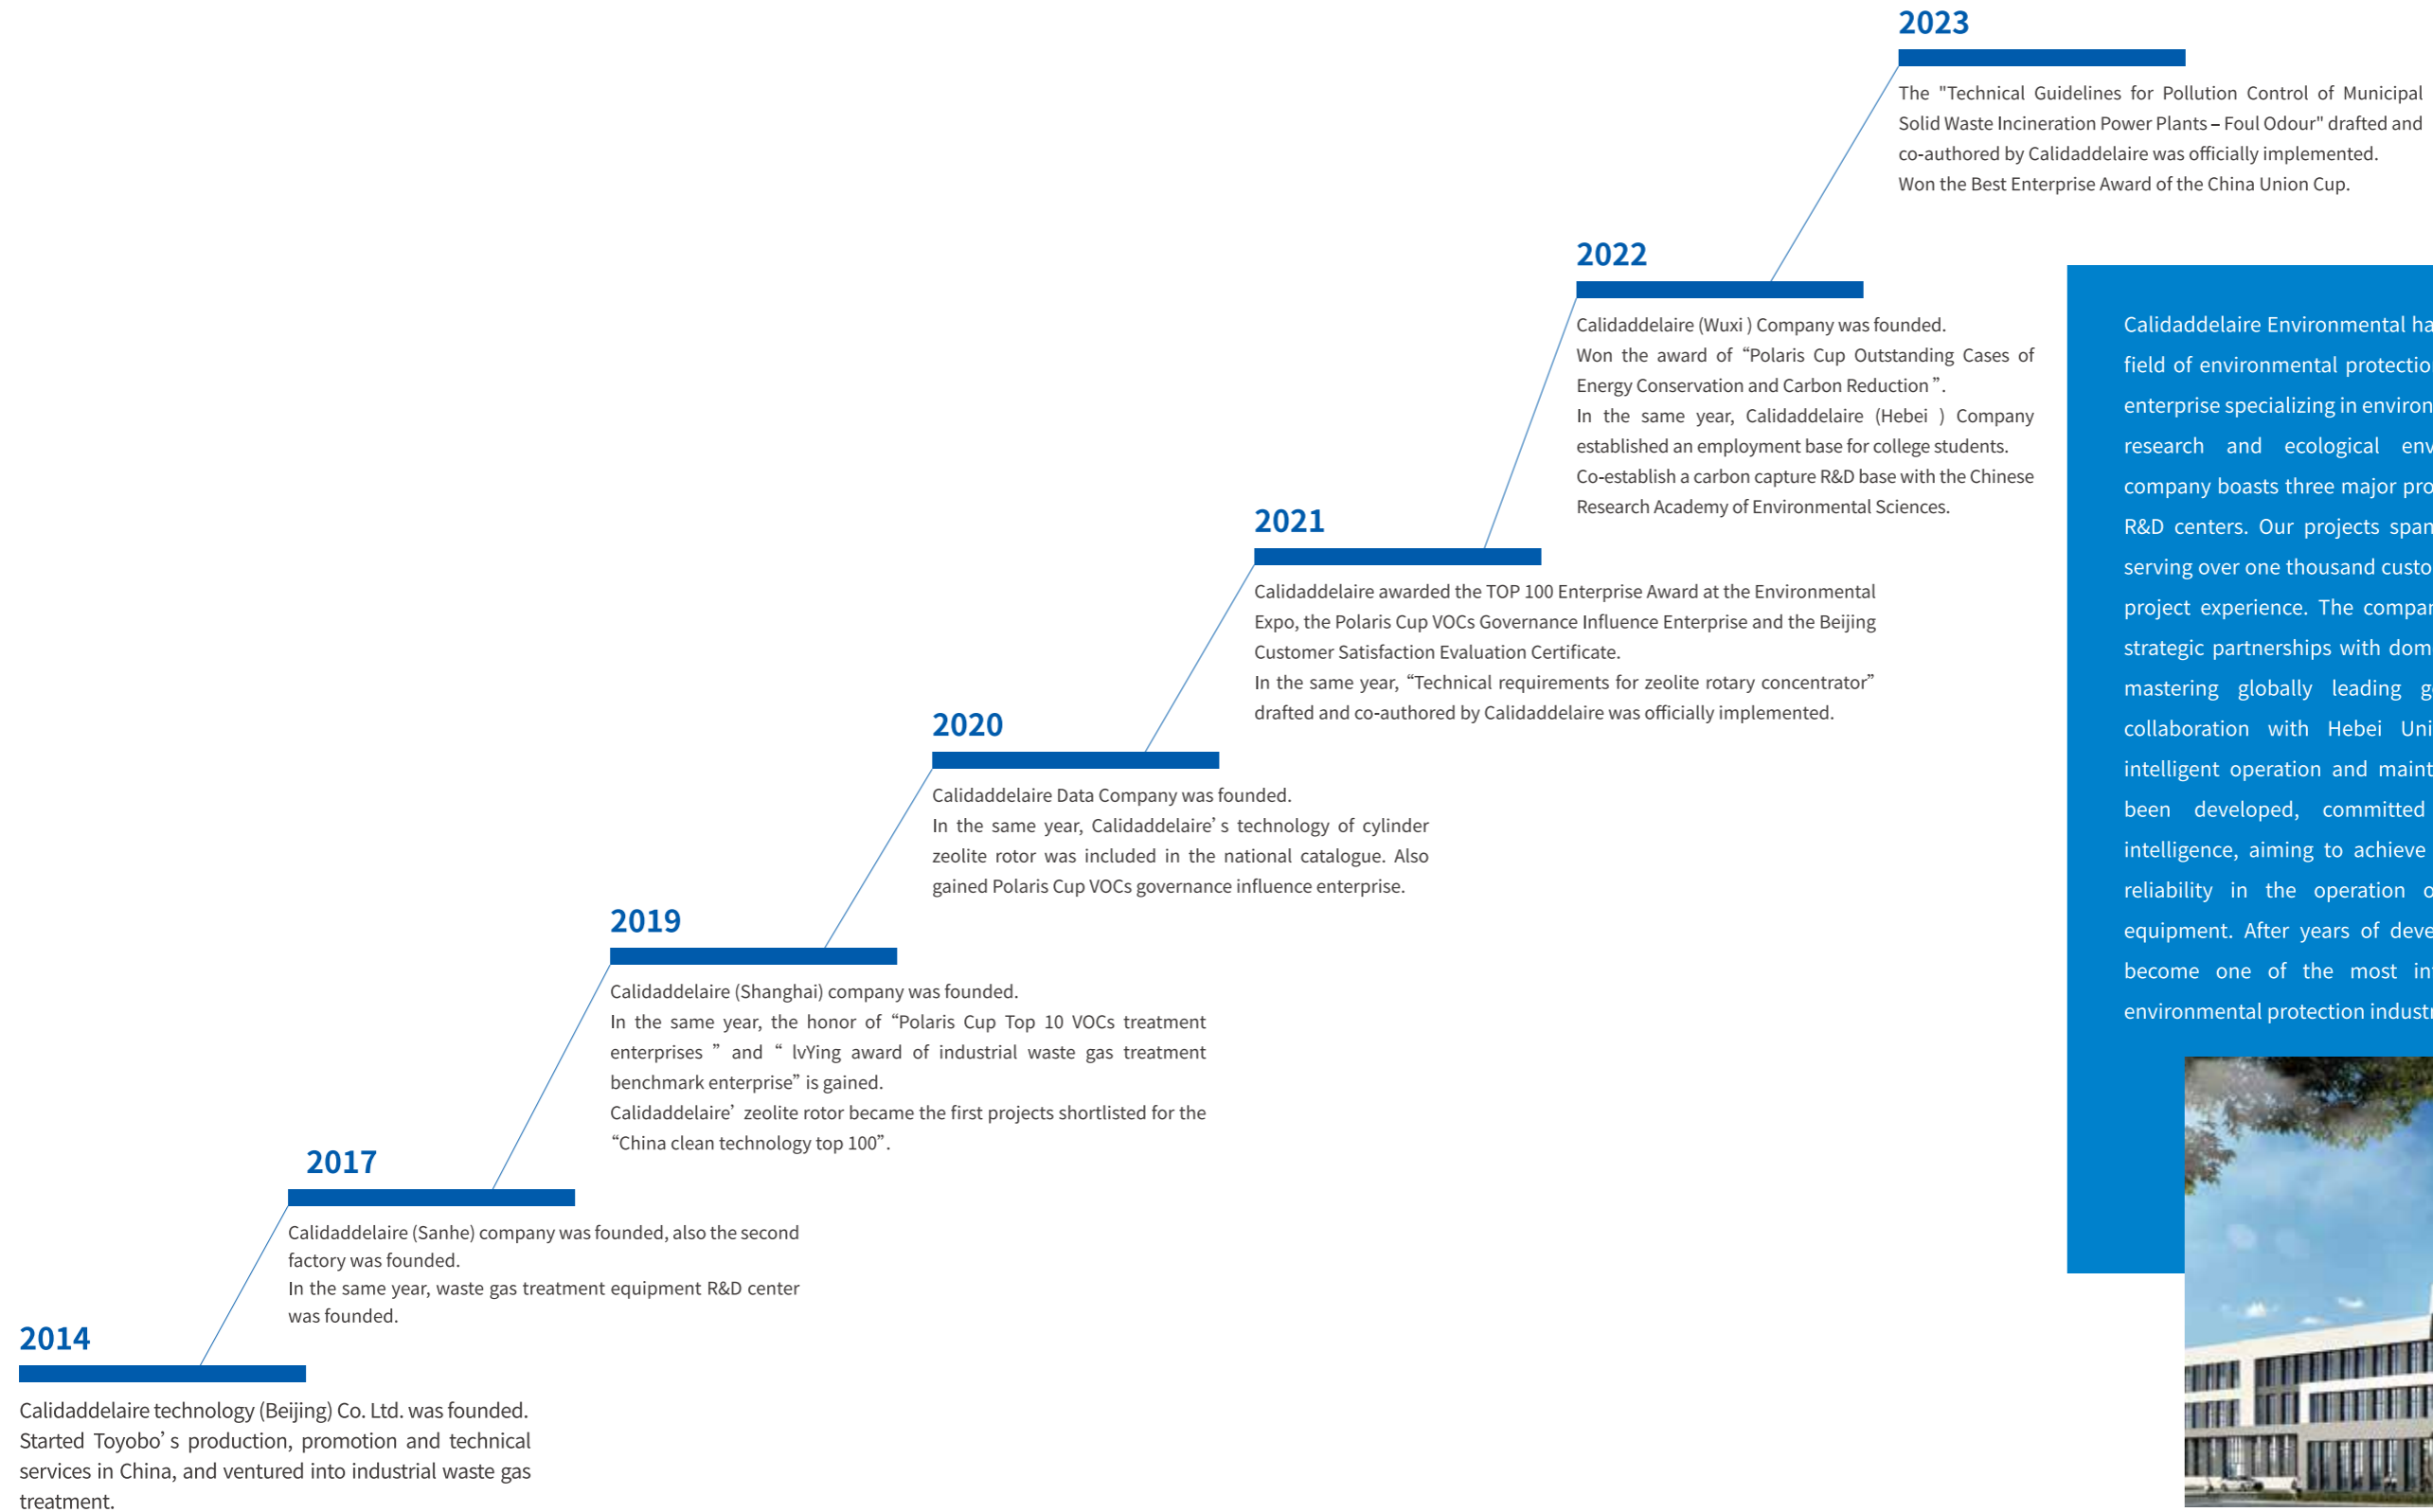 2023
The "Technical Guidelines for Pollution Control of Municipal
Solid Waste Incineration Power Plants – Foul Odour" drafted and
co-authored by Calidaddelaire was officially implemented.
Won the Best Enterprise Award of the China Union Cup.
2022
Calidaddelaire (Wuxi ) Company was founded.
Won the award of “Polaris Cup Outstanding Cases of
Energy Conservation and Carbon Reduction ”.
In the same year, Calidaddelaire (Hebei ) Company
established an employment base for college students.
Co-establish a carbon capture R&D base with the Chinese
Research Academy of Environmental Sciences.
2021
Calidaddelaire awarded the TOP 100 Enterprise Award at the Environmental
Expo, the Polaris Cup VOCs Governance Influence Enterprise and the Beijing
Customer Satisfaction Evaluation Certificate.
In the same year, “Technical requirements for zeolite rotary concentrator”
drafted and co-authored by Calidaddelaire was officially implemented.
2020
Calidaddelaire Data Company was founded.
In the same year, Calidaddelaire’ s technology of cylinder
zeolite rotor was included in the national catalogue. Also
gained Polaris Cup VOCs governance influence enterprise.
2019
Calidaddelaire (Shanghai) company was founded.
In the same year, the honor of “Polaris Cup Top 10 VOCs treatment
enterprises ” and “ lvYing award of industrial waste gas treatment
benchmark enterprise” is gained.
Calidaddelaire’ zeolite rotor became the first projects shortlisted for the
“China clean technology top 100”.
2017
Calidaddelaire (Sanhe) company was founded, also the second
factory was founded.
In the same year, waste gas treatment equipment R&D center
was founded.
2014
Calidaddelaire technology (Beijing) Co. Ltd. was founded.
Started Toyobo’ s production, promotion and technical
services in China, and ventured into industrial waste gas
treatment.
Calidaddelaire Environmental
field of environmental
enterprise specializing in
research and ecological
company boasts three major
R&D centers. Our projects span
serving over one thousand
project experience. The
strategic partnerships with
mastering globally leading
collaboration with Hebei
intelligent operation and
been developed, committed
intelligence, aiming to achieve
reliability in the operation
equipment. After years of
become one of the most
environmental protection